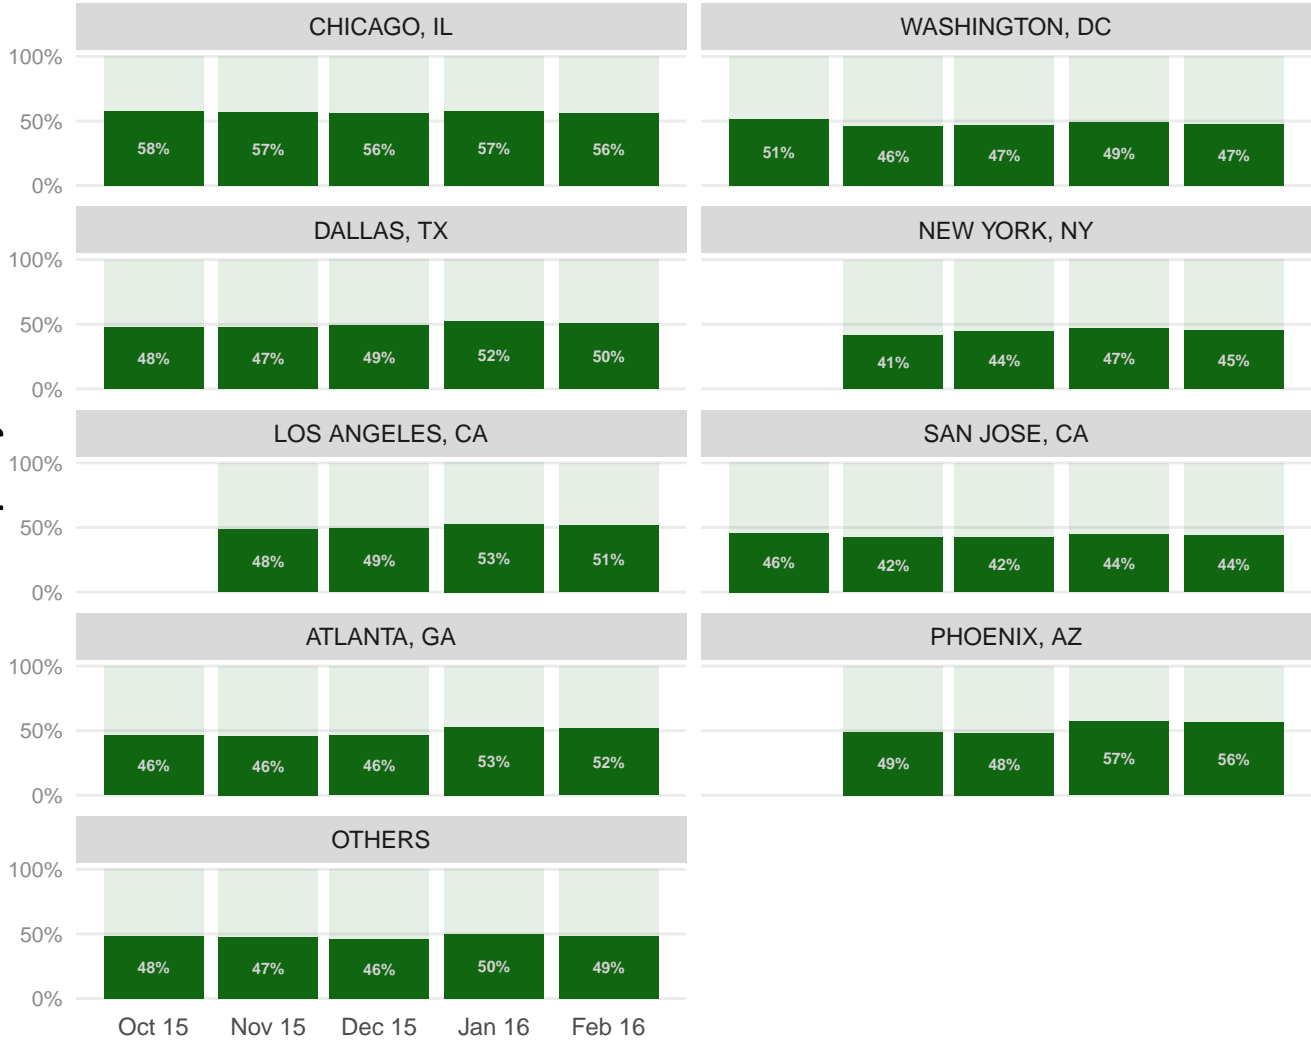 CHICAGO, IL
WASHINGTON, DC
100%
50%
0%
58% 57% 56% 57% 56%
51% 46% 47% 49% 47%
DALLAS, TX
NEW YORK, NY
100%
50%
0%
48% 47% 49% 52% 50%
41% 44% 47% 45%
LOS ANGELES, CA
SAN JOSE, CA
100%
50%
0%
48% 49% 53% 51%
46% 42% 42% 44% 44%
ATLANTA, GA
PHOENIX, AZ
100%
50%
0%
46% 46% 46% 53% 52%
49% 48% 57% 56%
OTHERS
100%
50%
0%
48% 47% 46% 50% 49%
Oct 15 Nov 15 Dec 15 Jan 16 Feb 16